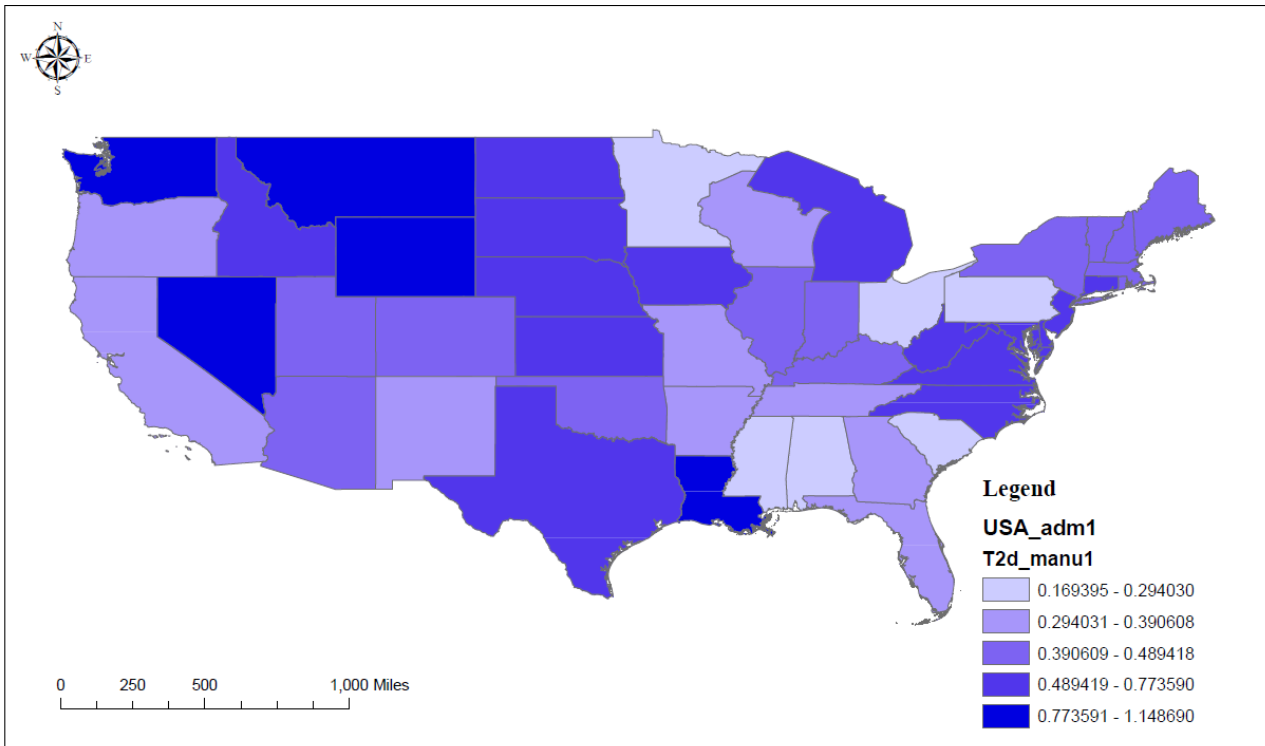 N
W E
S
Legend
USA_adm1
T2d_manu1
0.169395 - 0.294030
0.294031 - 0.390608
0.390609 - 0.489418
0.489419 - 0.773590
0.773591 - 1.148690
0 250 500 1,000 Miles